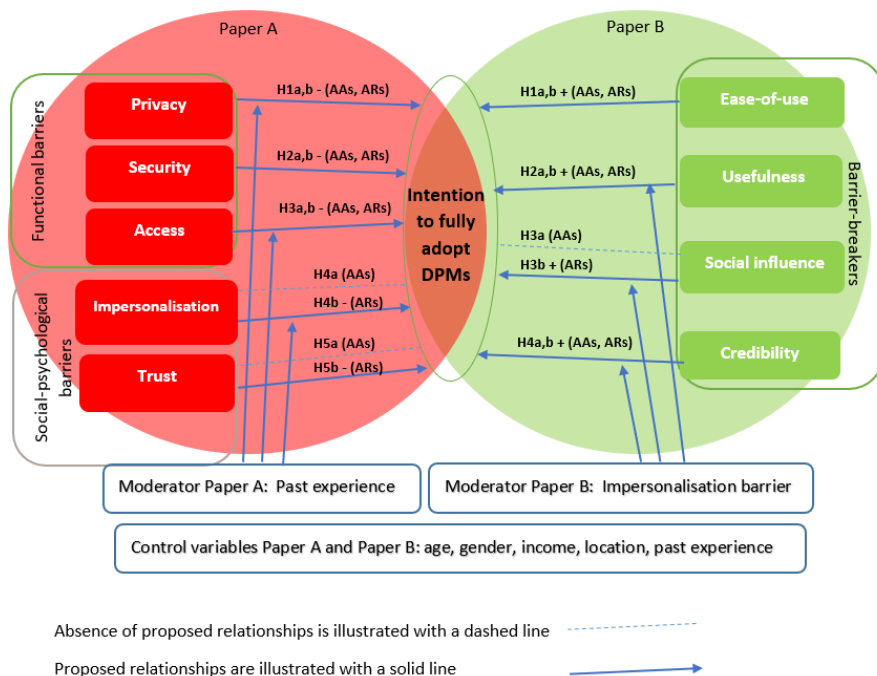 Paper A
Paper B
Functional barriers
Privacy
Security
Access
Social-psychological
barriers
Impersonalisation
Trust
H1a,b - (AAs, ARs)
H2a,b - (AAs, ARs)
H3a,b - (AAs, ARs)
H4a (AAs)
H4b - (ARs)
H5a (AAs)
H5b - (ARs)
Intention
to fully
adopt
DPMs
H1a,b + (AAs, ARs)
H2a,b + (AAs, ARs)
H3a (AAs)
H3b + (ARs)
H4a,b + (AAs, ARs)
Ease-of-use
Usefulness
Social influence
Credibility
Barrier-breakers
Moderator Paper A: Past experience
Moderator Paper B: Impersonalisation barrier
Control variables Paper A and Paper B: age, gender, income, location, past experience
Absence of proposed relationships is illustrated with a dashed line
Proposed relationships are illustrated with a solid line